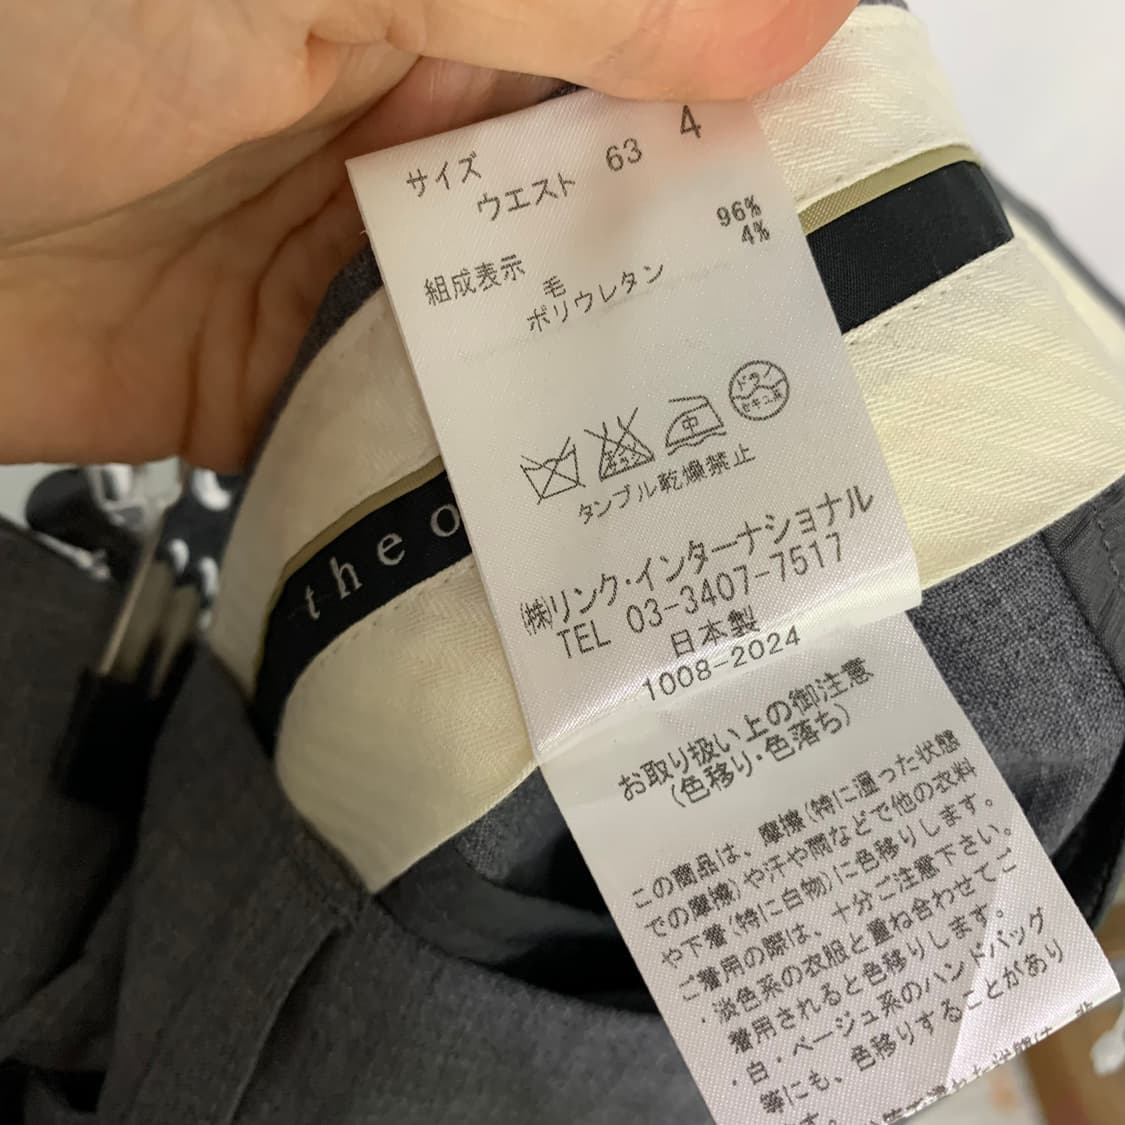 サイズ 4
ウエスト 63
組成表示
毛 96%
ポリウレタン 4%
中
ドライ
セキユ系
タンブル乾燥禁止
㈱リンク・インターナショナル
TEL 03-3407-7517
日本製
1008-2024
お取り扱い上の御注意
(色移り・色落ち)
この商品は、摩擦(特に湿った状態
での摩擦)や汗や雨などで他の衣料
や下着(特に白物)に色移りします。
ご着用の際は、十分ご注意下さい。
・淡色系の衣服と重ね合わせてご
着用されると色移りします。
・白・ベージュ系のハンドバッグ
等にも、色移りすることがあり
ます。
the o